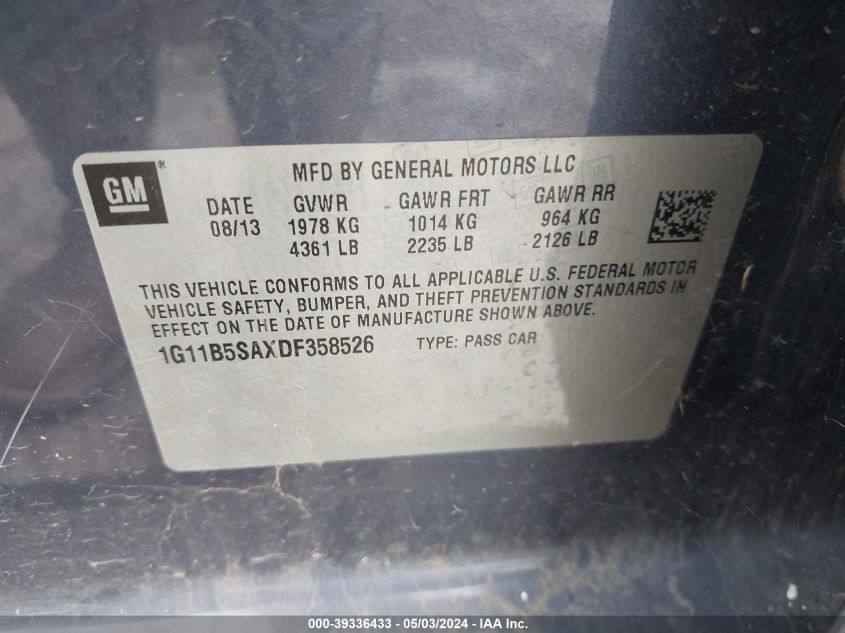 GM ®
MFD BY GENERAL MOTORS LLC
DATE GVWR GAWR FRT GAWR RR
08/13 1978 KG 1014 KG 964 KG
4361 LB 2235 LB 2126 LB
THIS VEHICLE CONFORMS TO ALL APPLICABLE U.S. FEDERAL MOTOR
VEHICLE SAFETY, BUMPER, AND THEFT PREVENTION STANDARDS IN
EFFECT ON THE DATE OF MANUFACTURE SHOWN ABOVE.
1G11B5SAXDF358526 TYPE: PASS CAR
000-39336433 - 05/03/2024 - IAA Inc.